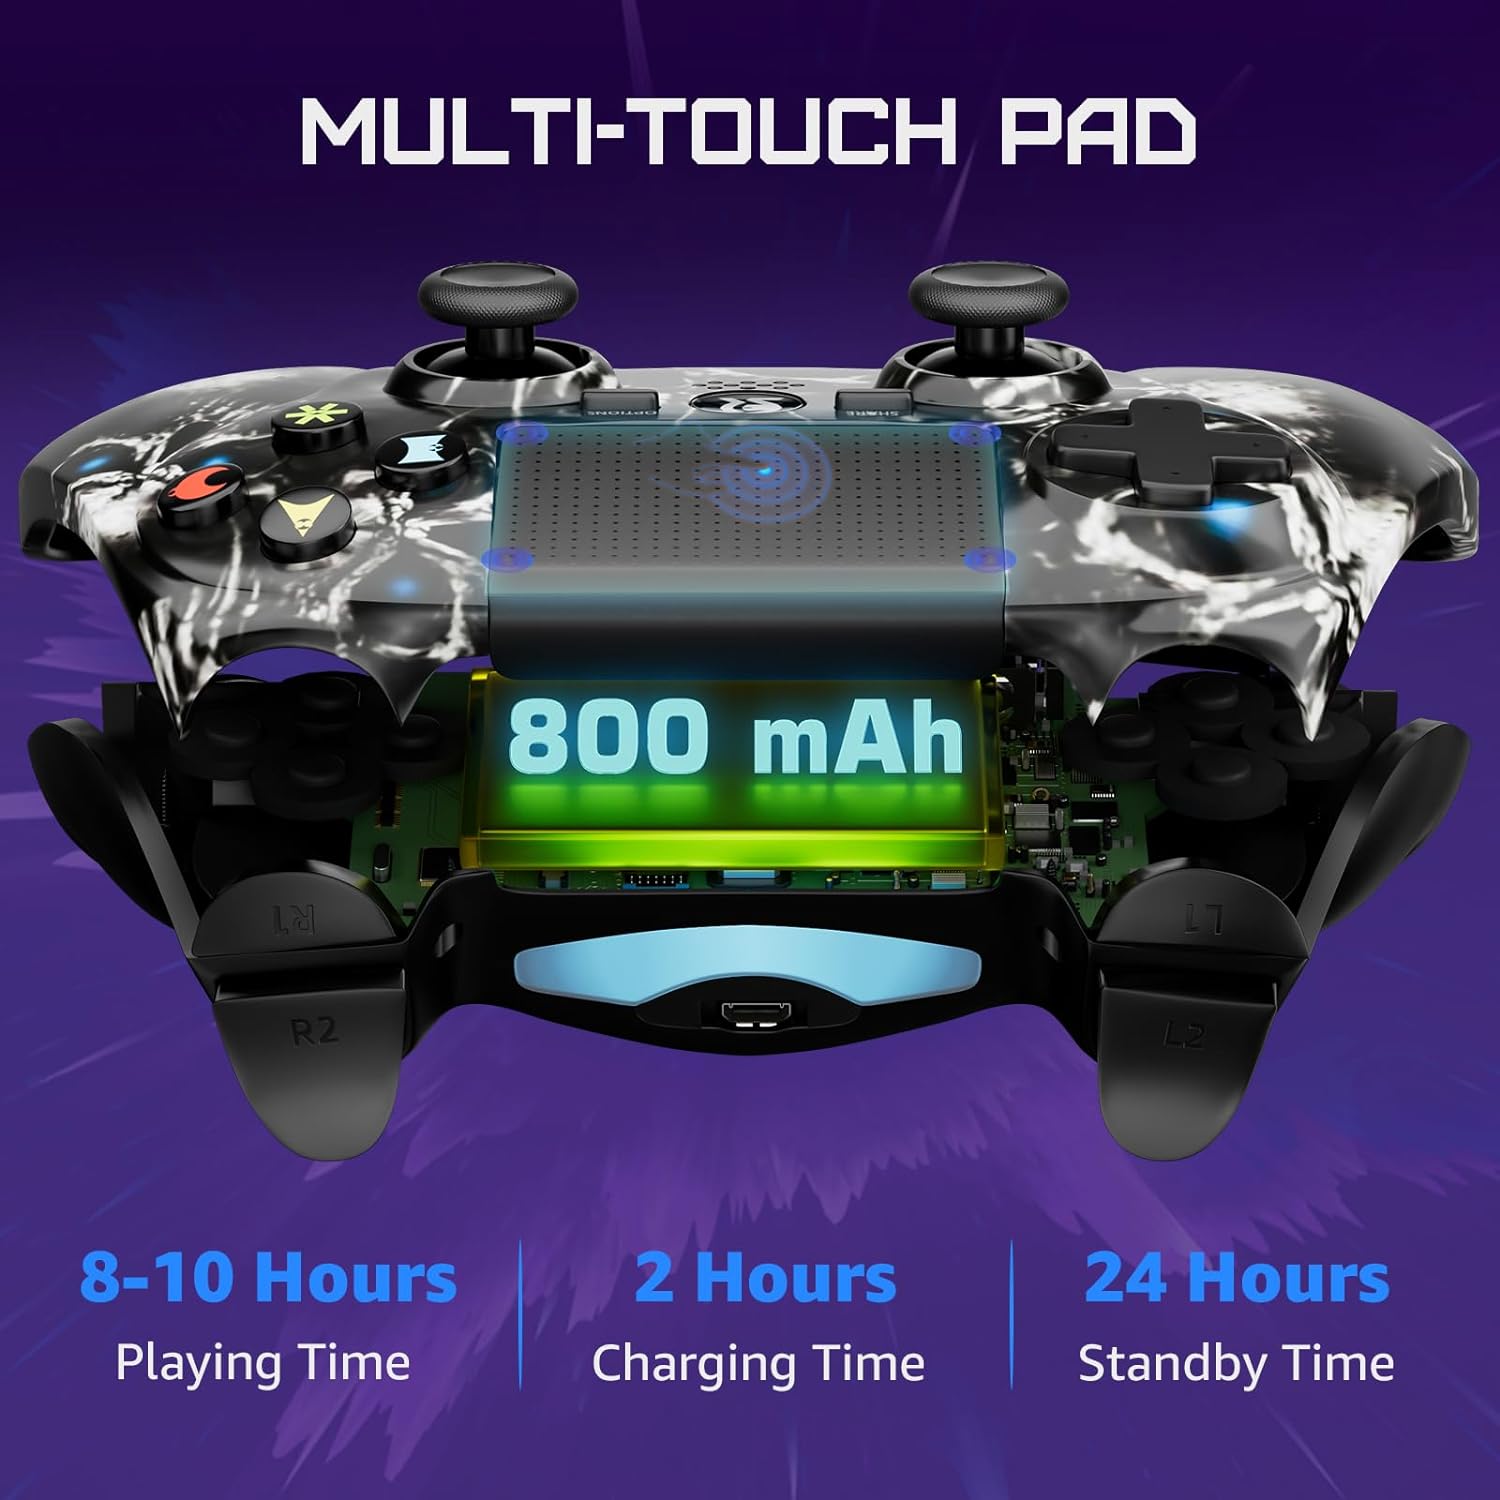 MULTI-TOUCH PAD
OPTIONS
SHARE
800 mAh
R1
L1
R2
L2
8-10 Hours
2 Hours
24 Hours
Playing Time
Charging Time
Standby Time